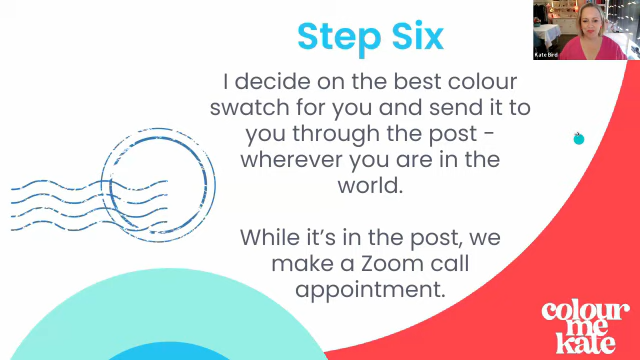 Step Six
Kate Bird
I decide on the best colour
swatch for you and send it to
you through the post -
wherever you are in the
world.
While it's in the post, we
make a Zoom call
appointment.
colour
me
kate